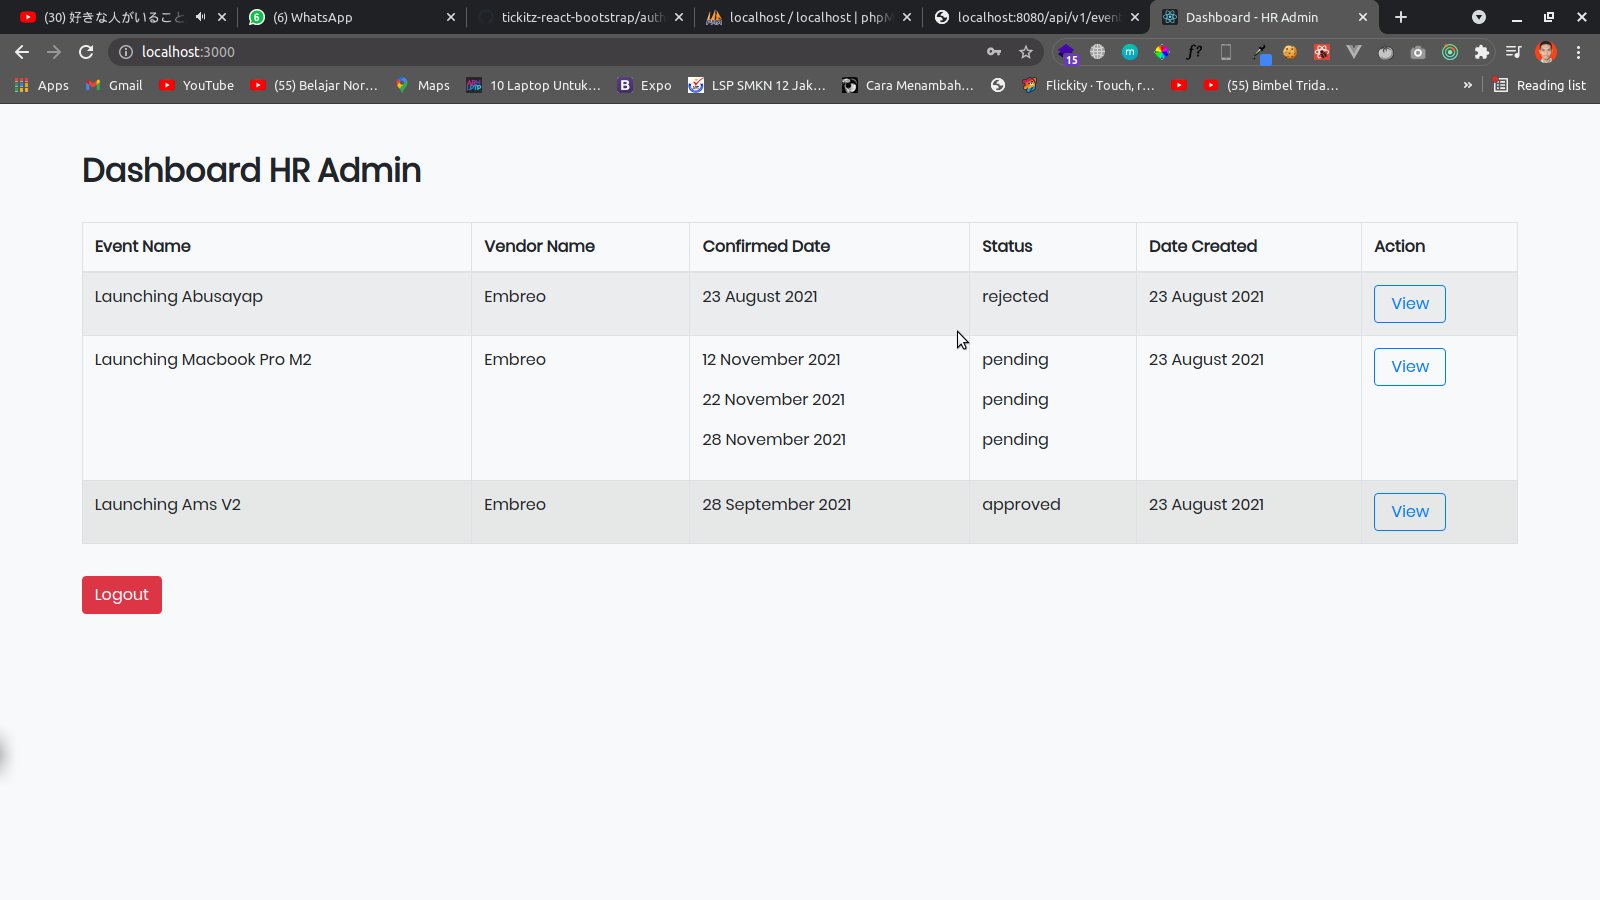 (30) 好きな人がいること
(6) WhatsApp
tickitz-react-bootstrap/auth
localhost / localhost | phpM
localhost:8080/api/v1/event
Dashboard - HR Admin
localhost:3000
15
Apps
Gmail
YouTube
(55) Belajar Nor...
Maps
10 Laptop Untuk...
Expo
LSP SMKN 12 Jak...
Cara Menambah...
Flickity · Touch, r...
(55) Bimbel Trida...
»
Reading list
Dashboard HR Admin
Event Name Vendor Name Confirmed Date Status Date Created Action
Launching Abusayap Embreo 23 August 2021 rejected 23 August 2021 View
Launching Macbook Pro M2 Embreo 12 November 2021 pending 23 August 2021 View
22 November 2021 pending
28 November 2021 pending
Launching Ams V2 Embreo 28 September 2021 approved 23 August 2021 View
Logout